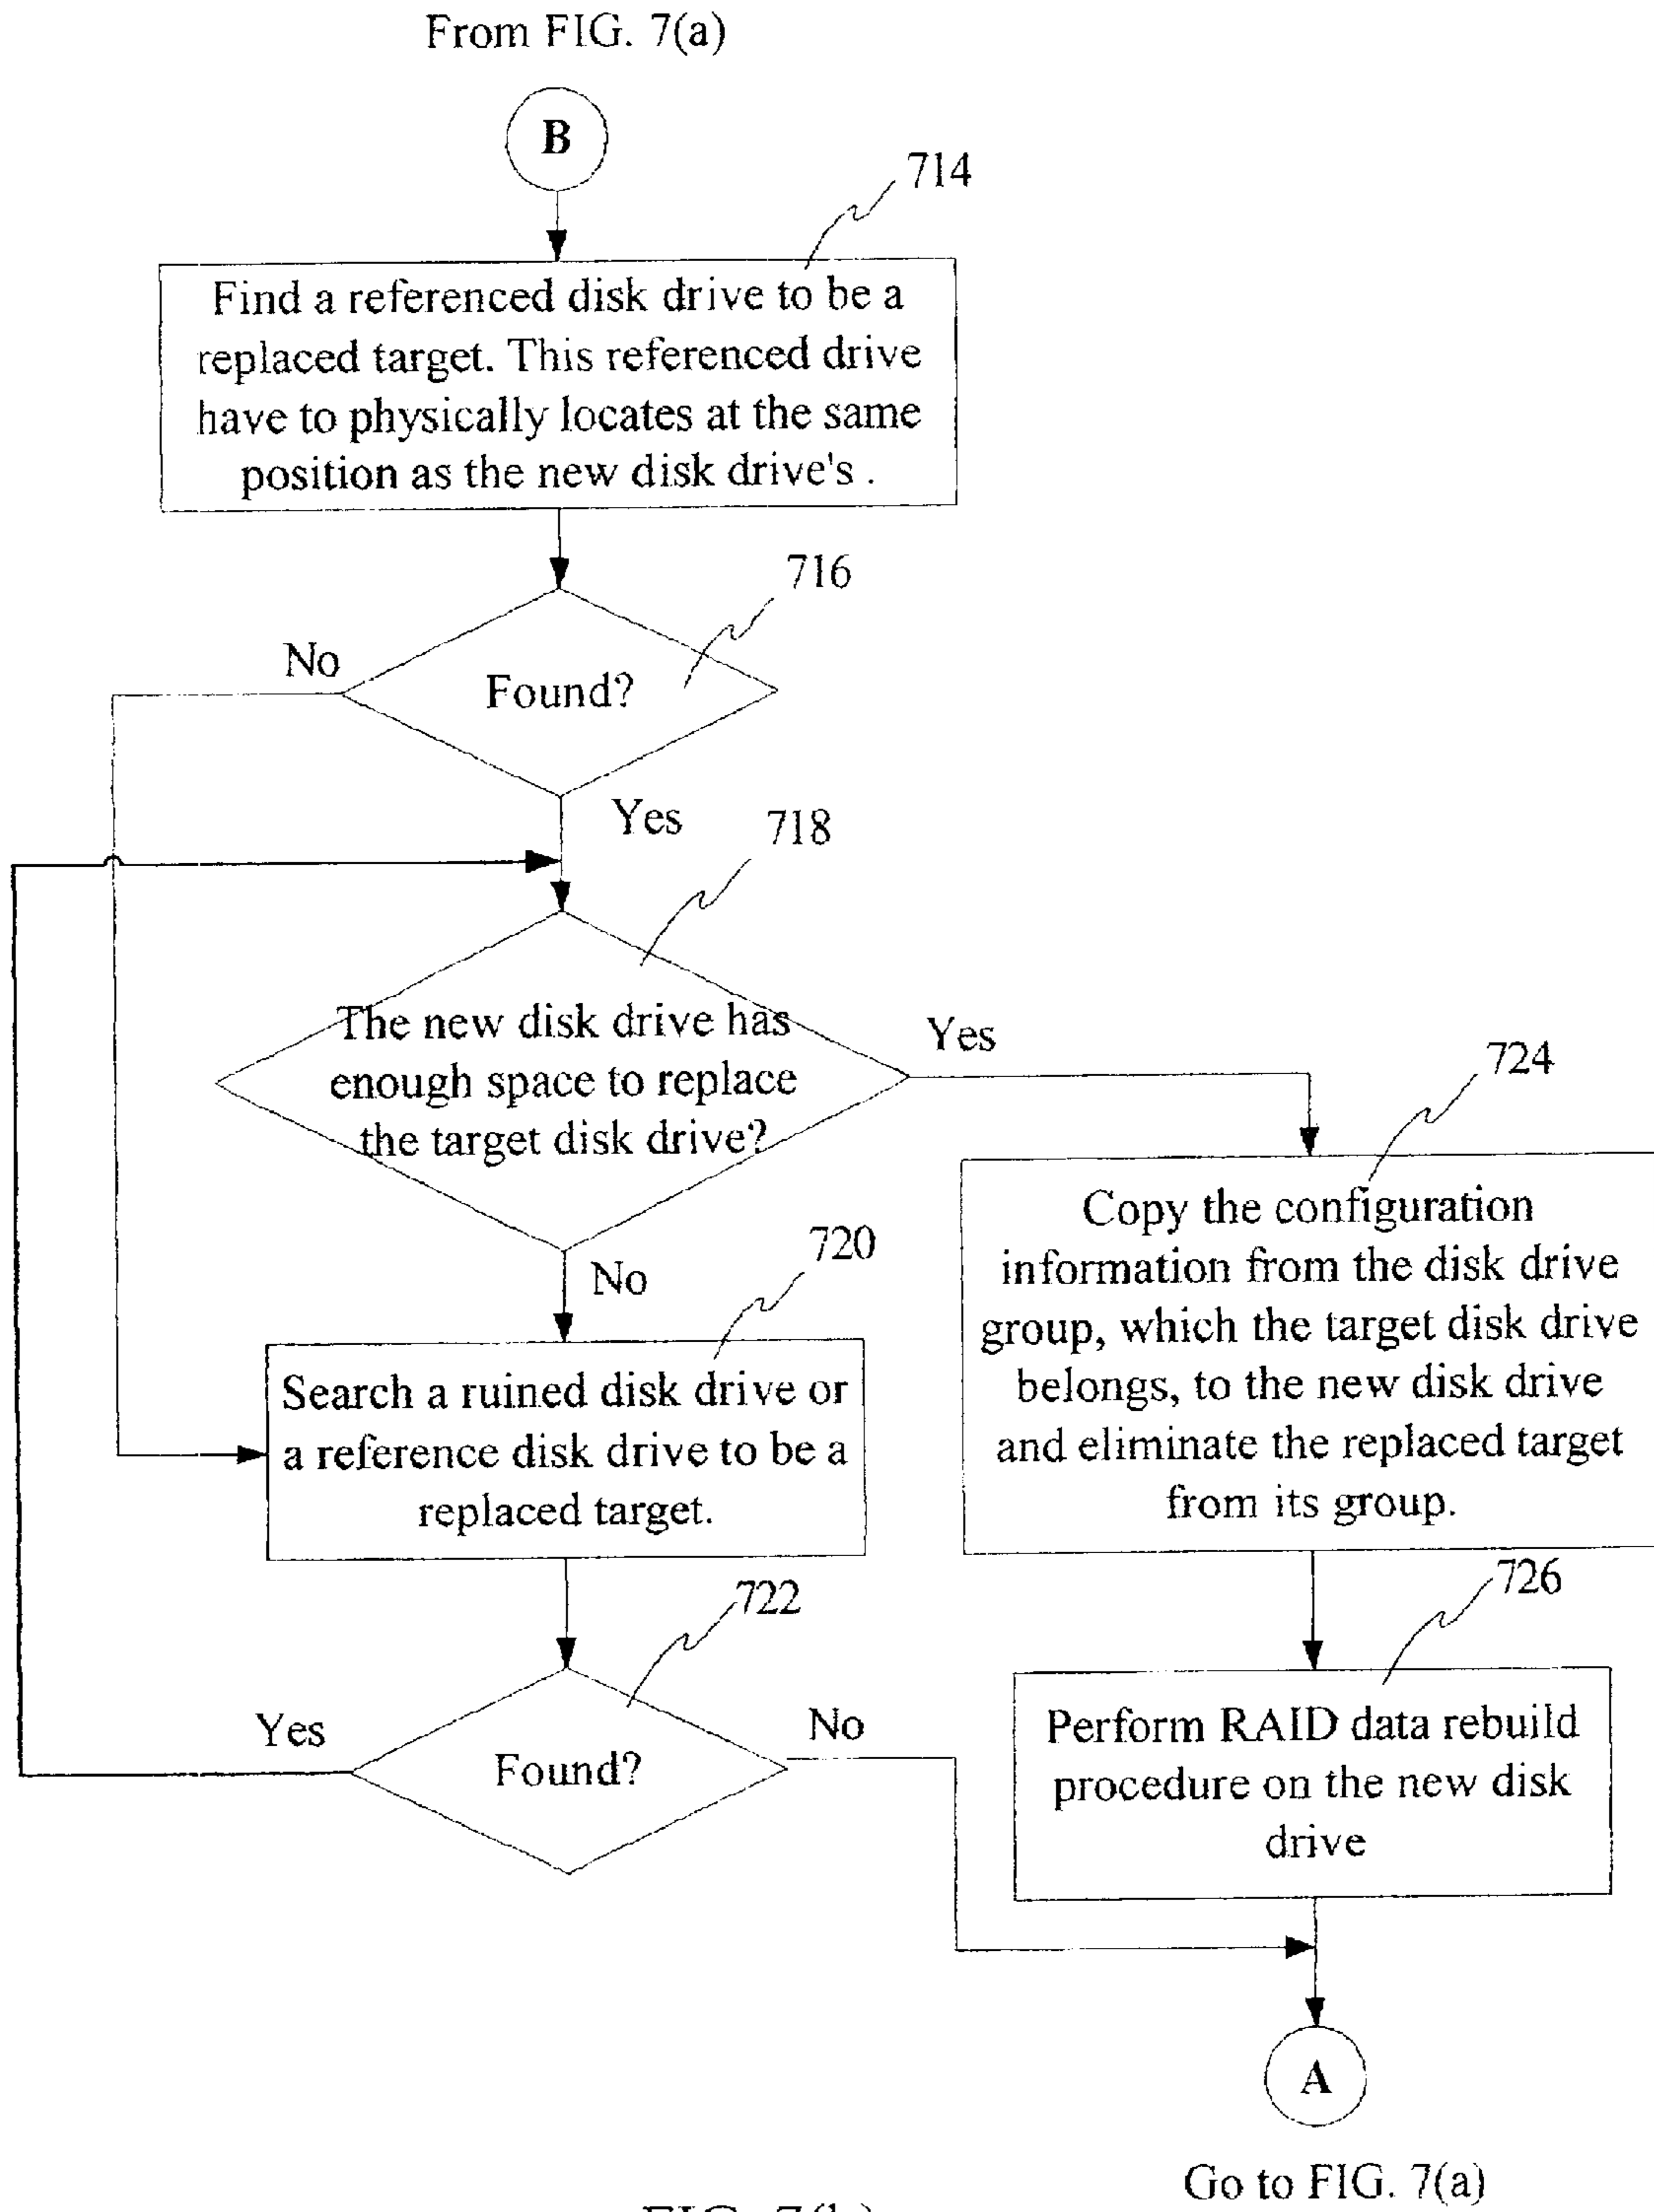 From FIG. 7(a)
B
714
Find a referenced disk drive to be a
replaced target. This referenced drive
have to physically locates at the same
position as the new disk drive's .
716
No
Found?
Yes
718
The new disk drive has
enough space to replace
the target disk drive?
Yes
724
Copy the configuration
information from the disk drive
group, which the target disk drive
belongs, to the new disk drive
and eliminate the replaced target
from its group.
No
720
Search a ruined disk drive or
a reference disk drive to be a
replaced target.
722
Yes
Found?
No
726
Perform RAID data rebuild
procedure on the new disk
drive
A
Go to FIG. 7(a)
FIG. 7(b)